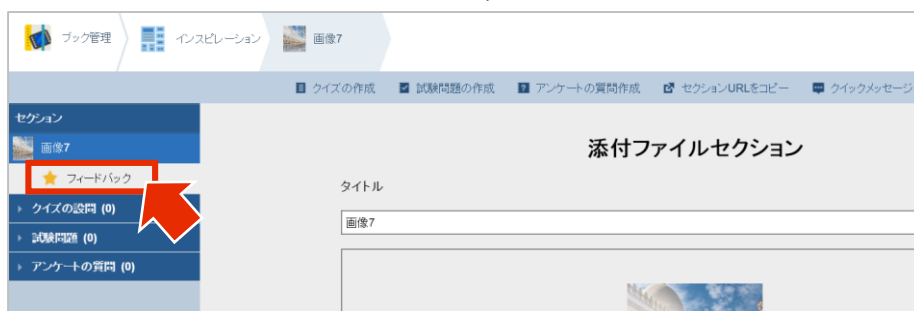 ブック管理 インスピレーション 画像7
クイズの作成 試験問題の作成 アンケートの質問作成 セクションURLをコピー クイックメッセージ
セクション
画像7
フィードバック
クイズの設問 (0)
試験問題 (0)
アンケートの質問 (0)
添付ファイルセクション
タイトル
画像7